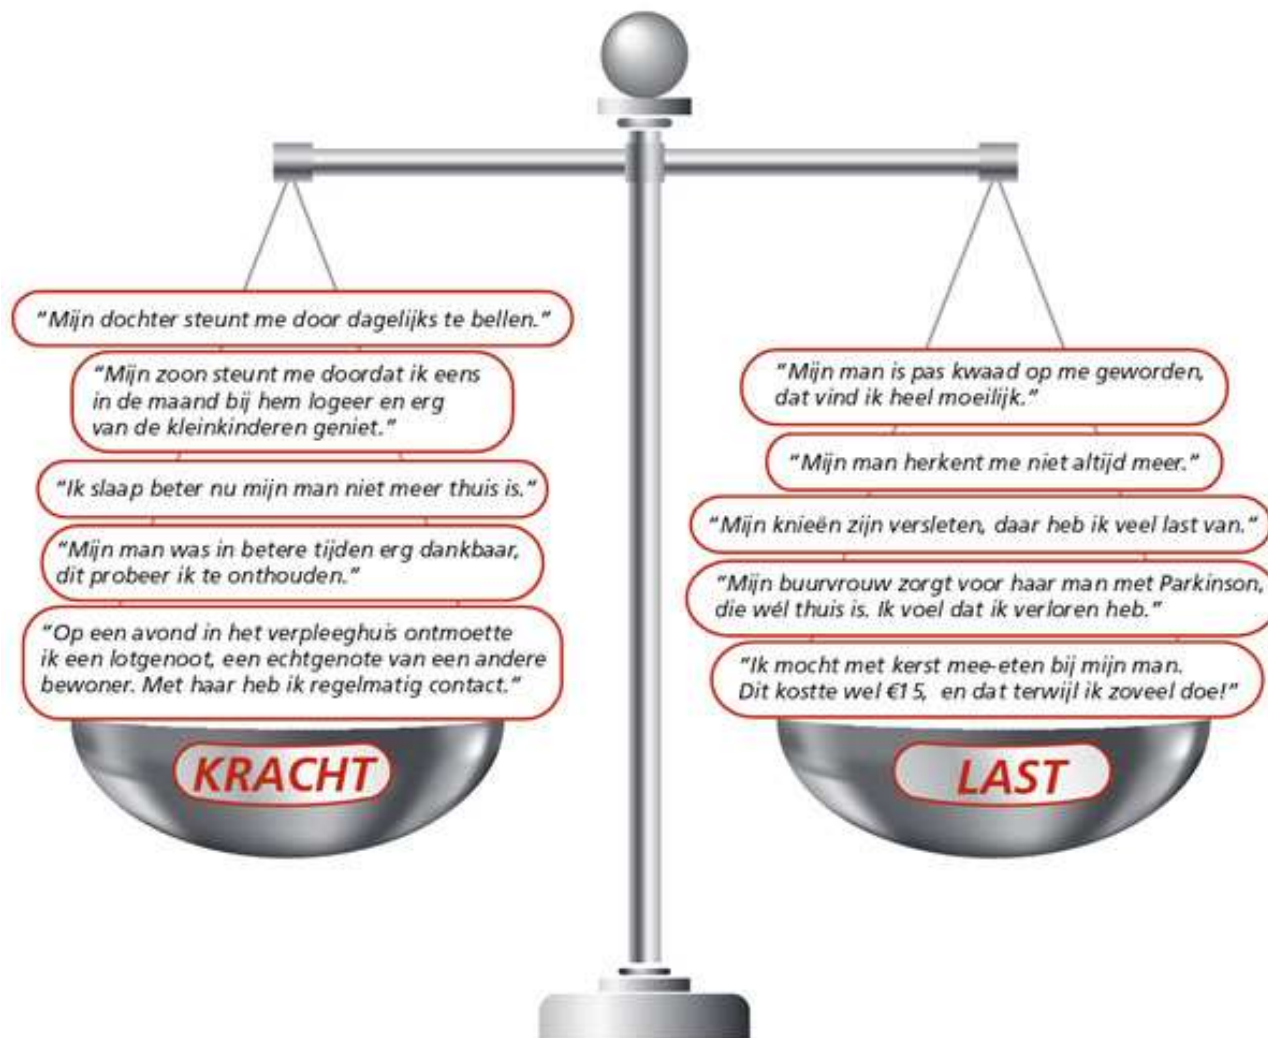 “Mijn dochter steunt me door dagelijks te bellen.”
“Mijn zoon steunt me doordat ik eens
in de maand bij hem logeer en erg
van de kleinkinderen geniet.”
“Ik slaap beter nu mijn man niet meer thuis is.”
“Mijn man was in betere tijden erg dankbaar,
dit probeer ik te onthouden.”
“Op een avond in het verpleeghuis ontmoette
ik een lotgenoot, een echtgenote van een andere
bewoner. Met haar heb ik regelmatig contact.”
KRACHT
“Mijn man is pas kwaad op me geworden,
dat vind ik heel moeilijk.”
“Mijn man herkent me niet altijd meer.”
“Mijn knieën zijn versleten, daar heb ik veel last van.”
“Mijn buurvrouw zorgt voor haar man met Parkinson,
die wél thuis is. Ik voel dat ik verloren heb.”
“Ik mocht met kerst mee-eten bij mijn man.
Dit kostte wel €15, en dat terwijl ik zoveel doe!”
LAST